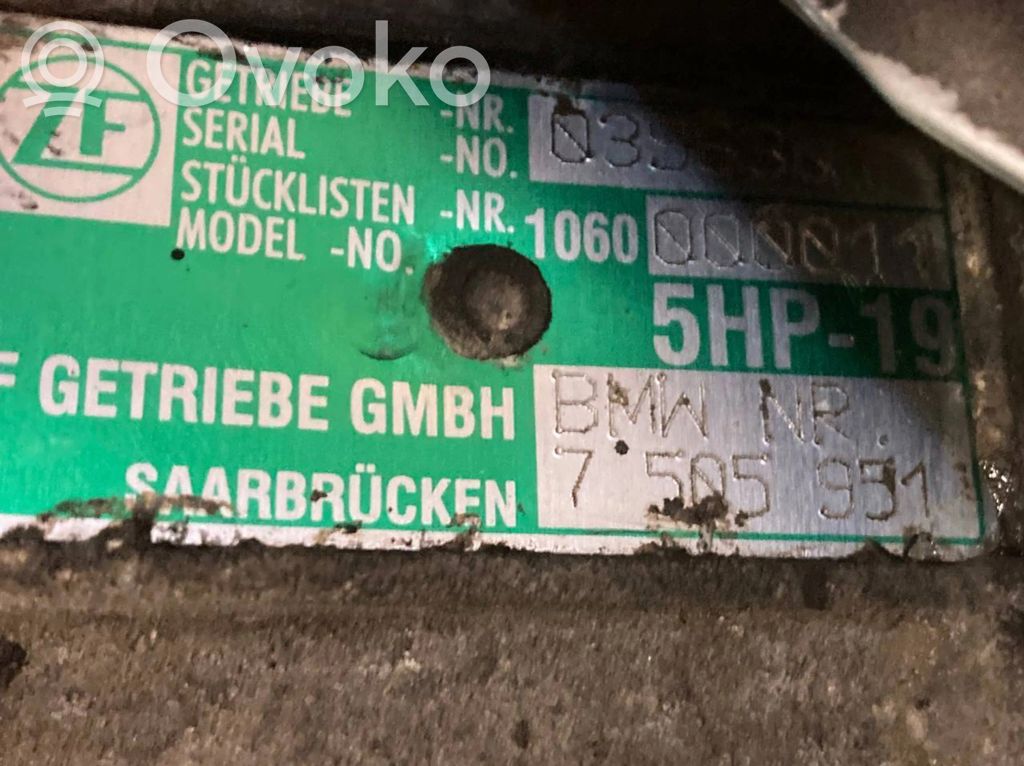 Ovoko
ZF
GETRIEBE -NR.
SERIAL -NO.
STÜCKLISTEN -NR. 1060 000011
MODEL -NO.
5HP-19
F GETRIEBE GMBH BMW NR.
SAARBRÜCKEN 7 505 951